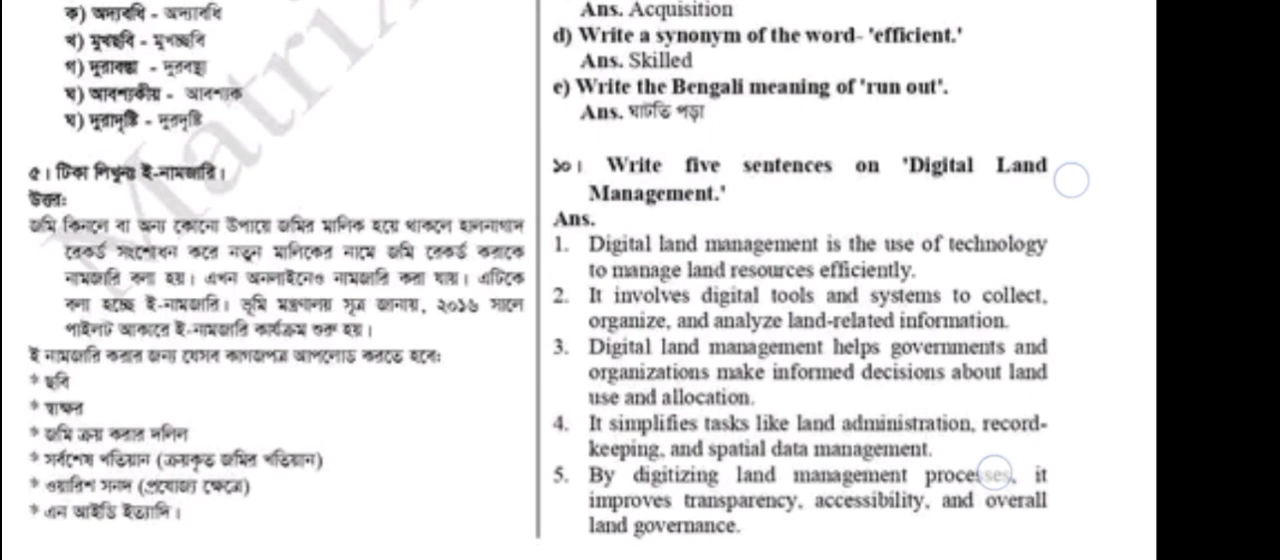 ক) অদ্যবধি - অদ্যাবধি
খ) মুখছবি - মুখচ্ছবি
গ) দুরাবস্থা - দুরবস্থা
ঘ) আবশ্যকীয় - আবশ্যক
ঘ) দুরাদৃষ্টি - দূরদৃষ্টি
৫। টিকা লিখুনঃ ই-নামজারি।
উত্তর:
জমি কিনলে বা অন্য কোনো উপায়ে জমির মালিক হয়ে থাকলে হালনাগাদ
রেকর্ড সংশোধন করে নতুন মালিকের নামে জমি রেকর্ড করাকে
নামজারি বলা হয়। এখন অনলাইনেও নামজারি করা যায়। এটিকে
বলা হচ্ছে ই-নামজারি। ভূমি মন্ত্রণালয় সূত্র জানায়, ২০১৬ সালে
পাইলট আকারে ই-নামজারি কার্যক্রম শুরু হয়।
ই নামজারি করার জন্য যেসব কাগজপত্র আপলোড করতে হবে:
* ছবি
* স্বাক্ষর
* জমি ক্রয় করার দলিল
* সর্বশেষ খতিয়ান (ক্রয়কৃত জমির খতিয়ান)
* ওয়ারিশ সনদ (প্রযোজ্য ক্ষেত্রে)
* এন আইডি ইত্যাদি।
Ans. Acquisition
d) Write a synonym of the word- 'efficient.'
Ans. Skilled
e) Write the Bengali meaning of 'run out'.
Ans. ঘাটতি পড়া
১০। Write five sentences on 'Digital Land
Management.'
Ans.
1. Digital land management is the use of technology
to manage land resources efficiently.
2. It involves digital tools and systems to collect,
organize, and analyze land-related information.
3. Digital land management helps governments and
organizations make informed decisions about land
use and allocation.
4. It simplifies tasks like land administration, record-
keeping, and spatial data management.
5. By digitizing land management processes, it
improves transparency, accessibility, and overall
land governance.